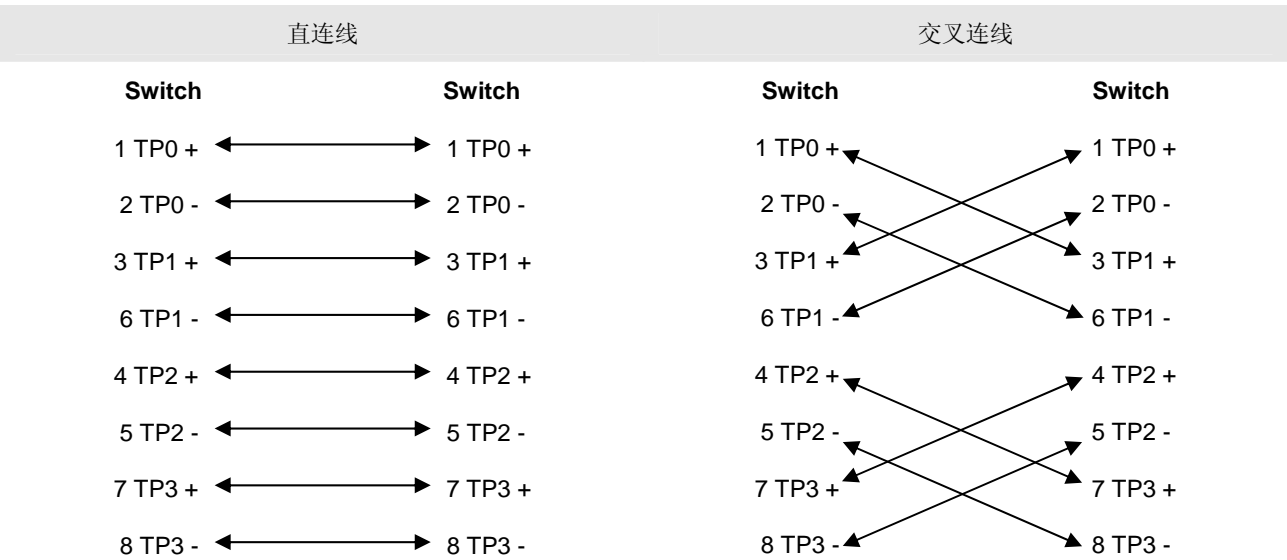 直连线 交叉连线
Switch Switch Switch Switch
1 TP0 + 1 TP0 + 1 TP0 + 1 TP0 +
2 TP0 - 2 TP0 - 2 TP0 - 2 TP0 -
3 TP1 + 3 TP1 + 3 TP1 + 3 TP1 +
6 TP1 - 6 TP1 - 6 TP1 - 6 TP1 -
4 TP2 + 4 TP2 + 4 TP2 + 4 TP2 +
5 TP2 - 5 TP2 - 5 TP2 - 5 TP2 -
7 TP3 + 7 TP3 + 7 TP3 + 7 TP3 +
8 TP3 - 8 TP3 - 8 TP3 - 8 TP3 -